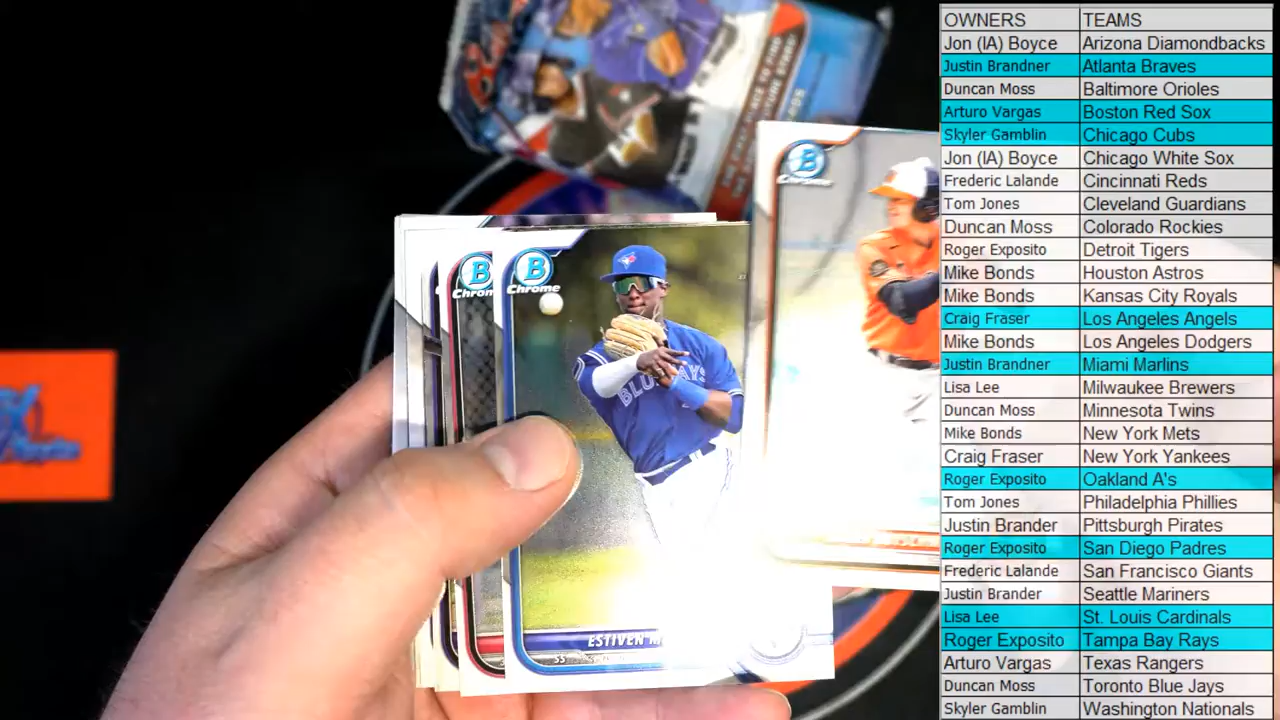 OWNERS TEAMS
Jon (IA) Boyce Arizona Diamondbacks
Justin Brandner Atlanta Braves
Duncan Moss Baltimore Orioles
Arturo Vargas Boston Red Sox
Skyler Gamblin Chicago Cubs
Jon (IA) Boyce Chicago White Sox
Frederic Lalande Cincinnati Reds
Tom Jones Cleveland Guardians
Duncan Moss Colorado Rockies
Roger Exposito Detroit Tigers
Mike Bonds Houston Astros
Mike Bonds Kansas City Royals
Craig Fraser Los Angeles Angels
Mike Bonds Los Angeles Dodgers
Justin Brandner Miami Marlins
Lisa Lee Milwaukee Brewers
Duncan Moss Minnesota Twins
Mike Bonds New York Mets
Craig Fraser New York Yankees
Roger Exposito Oakland A's
Tom Jones Philadelphia Phillies
Justin Brander Pittsburgh Pirates
Roger Exposito San Diego Padres
Frederic Lalande San Francisco Giants
Justin Brander Seattle Mariners
Lisa Lee St. Louis Cardinals
Roger Exposito Tampa Bay Rays
Arturo Vargas Texas Rangers
Duncan Moss Toronto Blue Jays
Skyler Gamblin Washington Nationals
B
Chrome
B
Chrome
B
Chrome
BLUE JAYS
ESTIVEN
SS